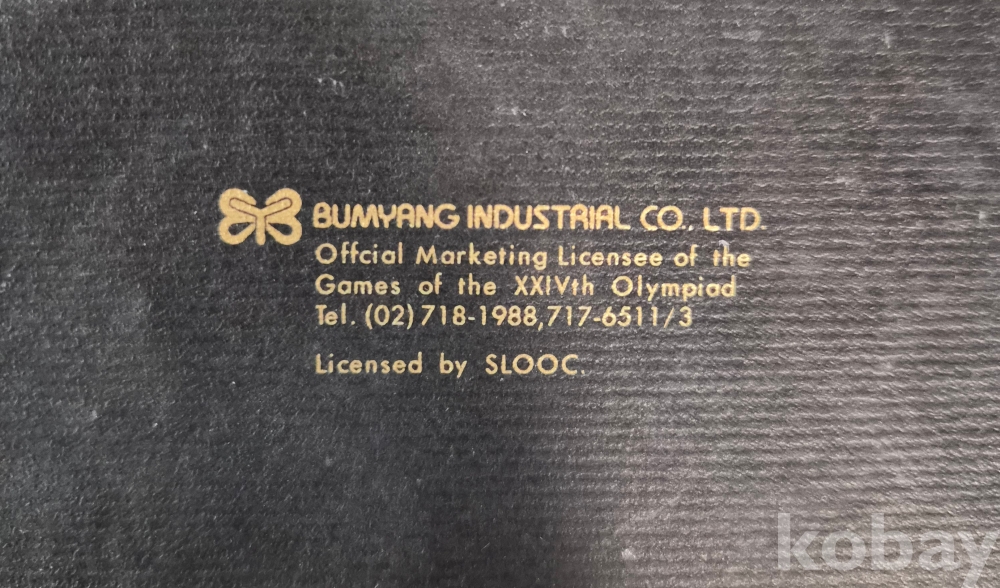 BUMYANG INDUSTRIAL CO., LTD.
Offcial Marketing Licensee of the
Games of the XXIVth Olympiad
Tel. (02) 718-1988,717-6511/3
Licensed by SLOOC.
kobay